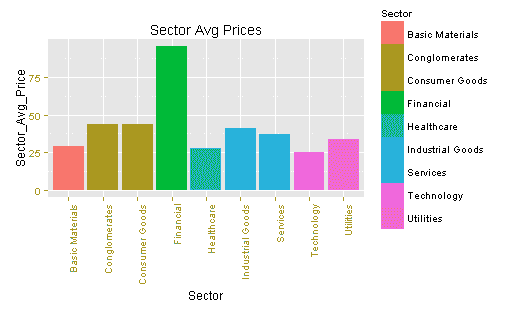 Sector Avg Prices
Sector_Avg_Price
75
50
25
0
Basic Materials
Conglomerates
Consumer Goods
Financial
Healthcare
Industrial Goods
Services
Technology
Utilities
Sector
Sector
Basic Materials
Conglomerates
Consumer Goods
Financial
Healthcare
Industrial Goods
Services
Technology
Utilities